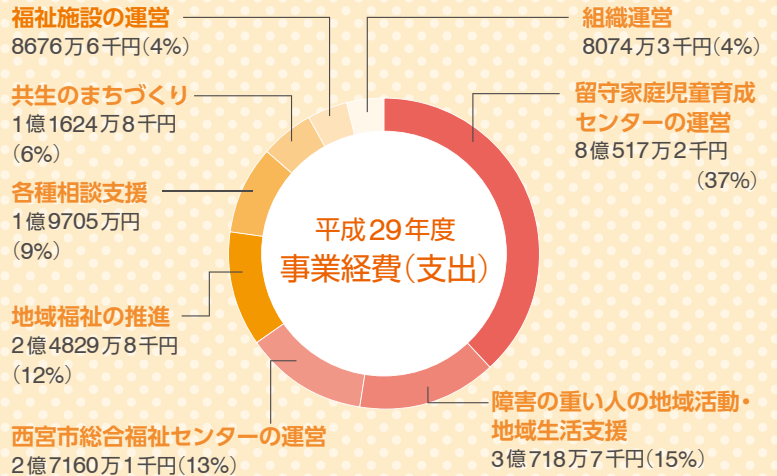 福祉施設の運営
8676万6千円(4%)
組織運営
8074万3千円(4%)
共生のまちづくり
1億1624万8千円
(6%)
留守家庭児童育成
センターの運営
8億517万2千円
(37%)
各種相談支援
1億9705万円
(9%)
平成29年度
事業経費(支出)
地域福祉の推進
2億4829万8千円
(12%)
西宮市総合福祉センターの運営
2億7160万1千円(13%)
障害の重い人の地域活動・
地域生活支援
3億718万7千円(15%)